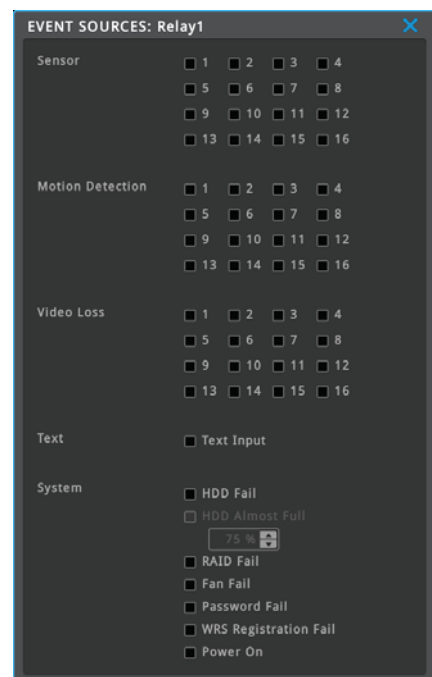 EVENT SOURCES: Relay1
Sensor 1 2 3 4
5 6 7 8
9 10 11 12
13 14 15 16
Motion Detection 1 2 3 4
5 6 7 8
9 10 11 12
13 14 15 16
Video Loss 1 2 3 4
5 6 7 8
9 10 11 12
13 14 15 16
Text Text Input
System HDD Fail
HDD Almost Full
75 %
RAID Fail
Fan Fail
Password Fail
WRS Registration Fail
Power On